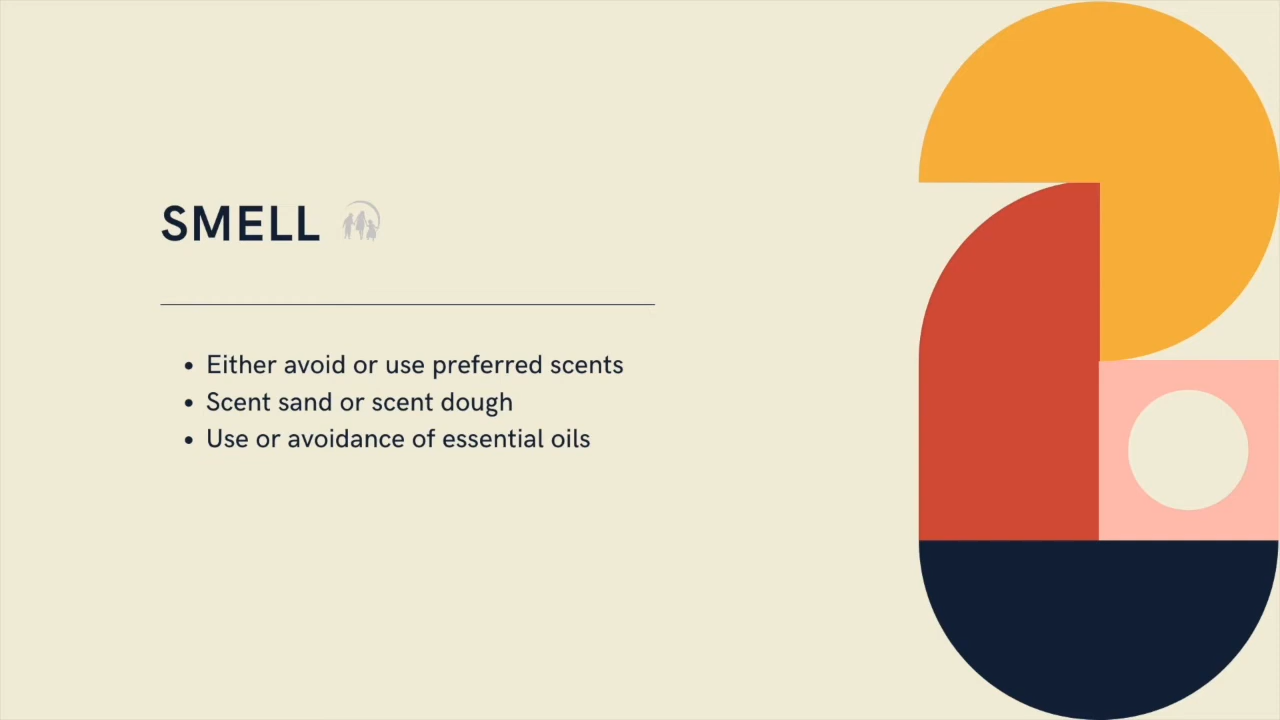 SMELL
• Either avoid or use preferred scents
• Scent sand or scent dough
• Use or avoidance of essential oils